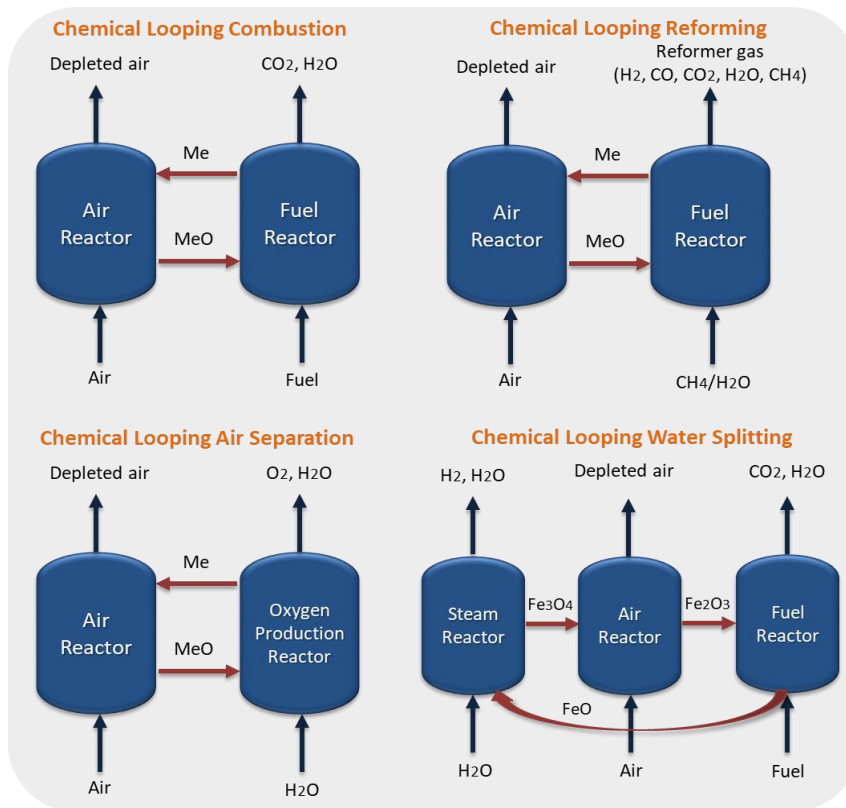 Chemical Looping Combustion
Depleted air
CO2, H2O
Me
Air
Reactor
Fuel
Reactor
MeO
Air
Fuel
Chemical Looping Reforming
Depleted air
Reformer gas
(H2, CO, CO2, H2O, CH4)
Me
Air
Reactor
Fuel
Reactor
MeO
Air
CH4/H2O
Chemical Looping Air Separation
Depleted air
O2, H2O
Me
Air
Reactor
Oxygen
Production
Reactor
MeO
Air
H2O
Chemical Looping Water Splitting
H2, H2O
Depleted air
CO2, H2O
Steam
Reactor
Fe3O4
Air
Reactor
Fe2O3
Fuel
Reactor
FeO
H2O
Air
Fuel